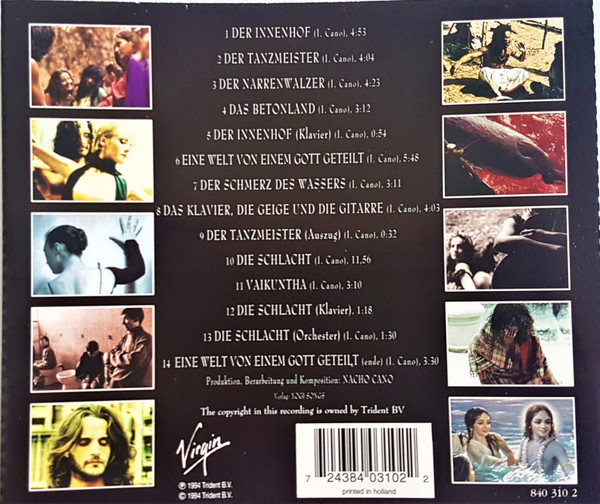 1 DER INNENHOF (I. Cano), 4:53
2 DER TANZMEISTER (I. Cano), 4:04
3 DER NARRENWALZER (I. Cano), 4:23
4 DAS BETONLAND (I. Cano), 3:12
5 DER INNENHOF (Klavier) (I. Cano), 0:54
6 EINE WELT VON EINEM GOTT GETEILT (I. Cano), 5:48
7 DER SCHMERZ DES WASSERS (I. Cano), 3:11
8 DAS KLAVIER, DIE GEIGE UND DIE GITARRE (I. Cano), 4:03
9 DER TANZMEISTER (Auszug) (I. Cano), 0:32
10 DIE SCHLACHT (I. Cano), 11,56
11 VAIKUNTHA (I. Cano), 3:10
12 DIE SCHLACHT (Klavier), 1:18
13 DIE SCHLACHT (Orchester) (I. Cano), 1:30
14 EINE WELT VON EINEM GOTT GETEILT (ende) (I. Cano), 3.30
Produktion, Berarbeitung und Komposition: NACHO CANO
Verlag: YOGI SONGS
The copyright in this recording is owned by Trident BV
Virgin
℗ 1994 Trident B.V.
© 1994 Trident B.V.
7 24384 03102 2
printed in holland
840 310 2